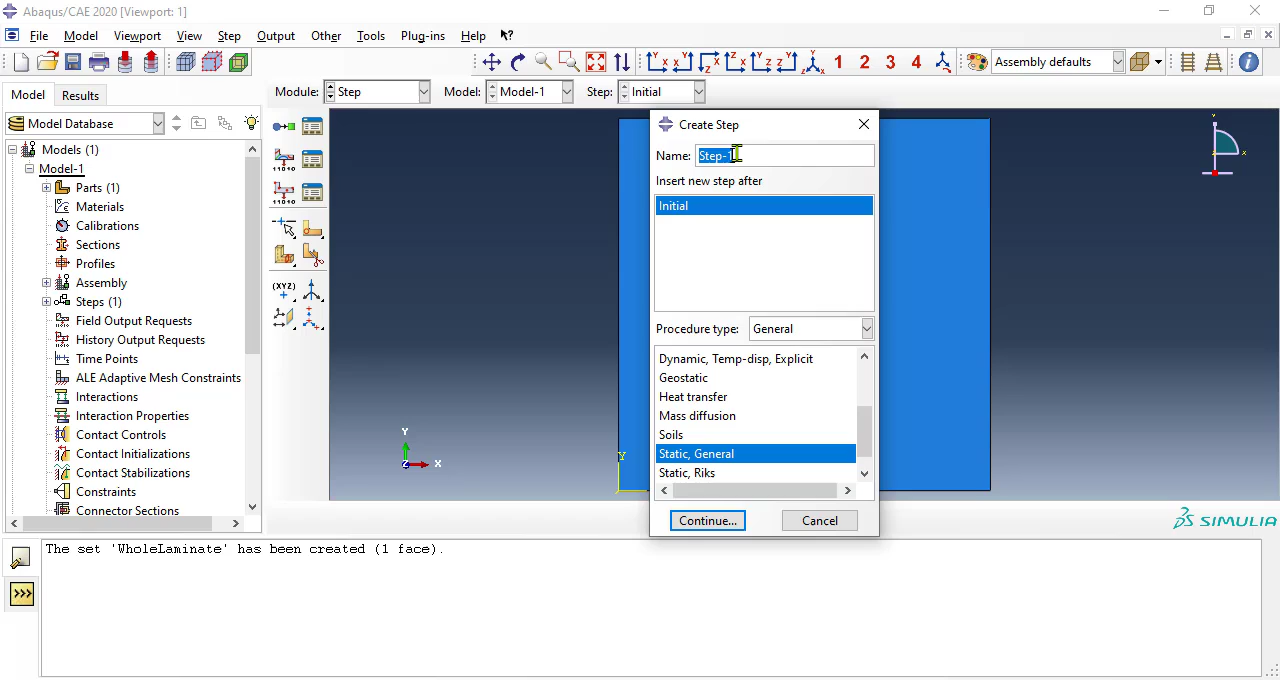 Abaqus/CAE 2020 [Viewport: 1]
File Model Viewport View Step Output Other Tools Plug-ins Help
1 2 3 4 Assembly defaults
Model Results
Module: Step Model: Model-1 Step: Initial
Model Database
Models (1)
Model-1
Parts (1)
Materials
Calibrations
Sections
Profiles
Assembly
Steps (1)
Field Output Requests
History Output Requests
Time Points
ALE Adaptive Mesh Constraints
Interactions
Interaction Properties
Contact Controls
Contact Initializations
Contact Stabilizations
Constraints
Connector Sections
(XYZ)
Create Step
Name: Step-1
Insert new step after
Initial
Procedure type: General
Dynamic, Temp-disp, Explicit
Geostatic
Heat transfer
Mass diffusion
Soils
Static, General
Static, Riks
Continue...
Cancel
Y
Z X
Y
SIMULIA
The set 'WholeLaminate' has been created (1 face).
>>>